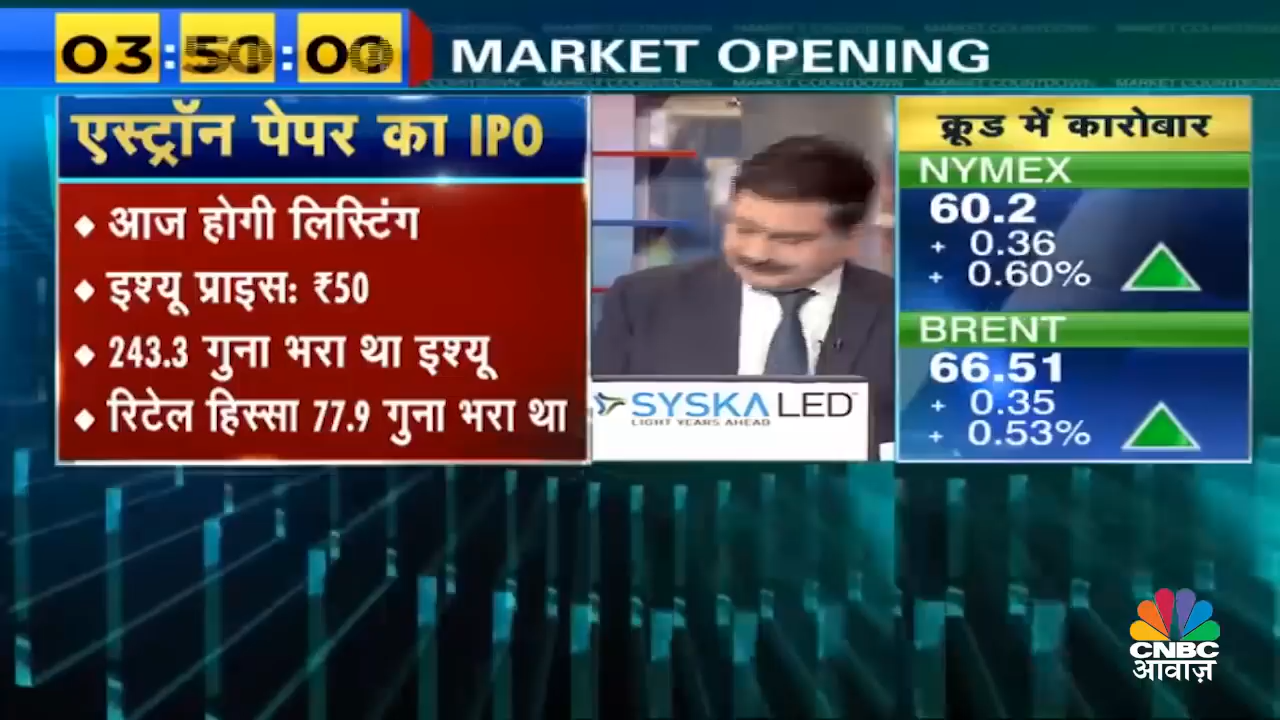 03:50:00
MARKET OPENING
एस्ट्रॉन पेपर का IPO
♦ आज होगी लिस्टिंग
♦ इश्यू प्राइस: ₹50
♦ 243.3 गुना भरा था इश्यू
♦ रिटेल हिस्सा 77.9 गुना भरा था
SYSKA LED
LIGHT YEARS AHEAD
क्रूड में कारोबार
NYMEX
60.2
+ 0.36
+ 0.60%
BRENT
66.51
+ 0.35
+ 0.53%
CNBC
आवाज़